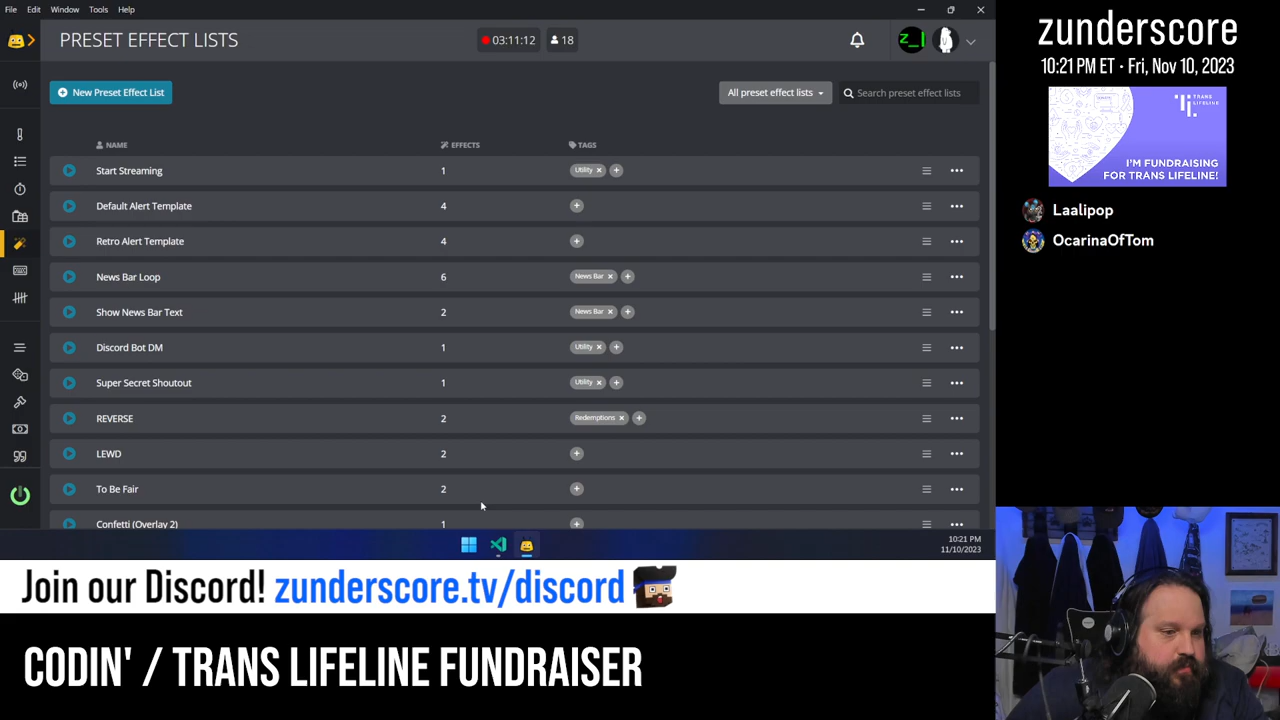 File Edit Window Tools Help
PRESET EFFECT LISTS
03:11:12
18
z_|
New Preset Effect List
All preset effect lists
Search preset effect lists
NAME
EFFECTS
TAGS
Start Streaming 1 Utility × +
Default Alert Template 4 +
Retro Alert Template 4 +
News Bar Loop 6 News Bar × +
Show News Bar Text 2 News Bar × +
Discord Bot DM 1 Utility × +
Super Secret Shoutout 1 Utility × +
REVERSE 2 Redemptions × +
LEWD 2 +
To Be Fair 2 +
Confetti (Overlay 2) 1 +
10:21 PM
11/10/2023
Join our Discord! zunderscore.tv/discord
CODIN' / TRANS LIFELINE FUNDRAISER
zunderscore
10:21 PM ET • Fri, Nov 10, 2023
TRANS
LIFELINE
I'M FUNDRAISING
FOR TRANS LIFELINE!
Laalipop
OcarinaOfTom